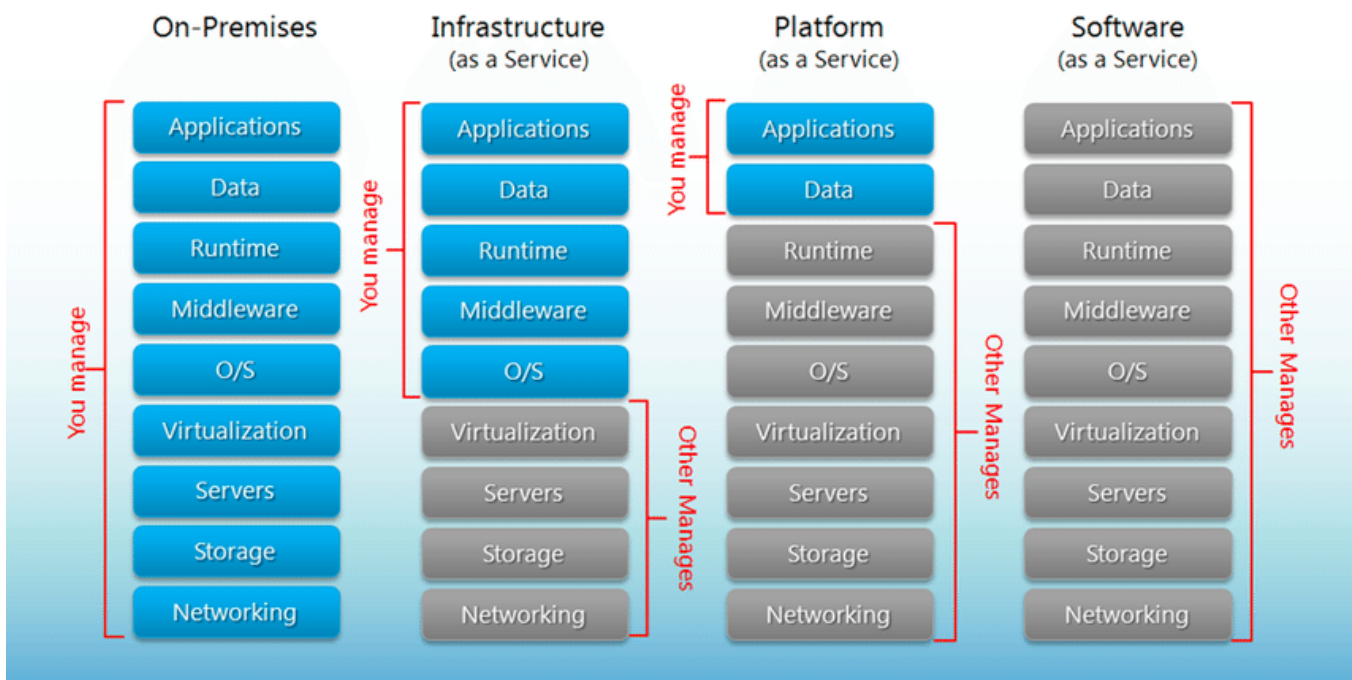 On-Premises
You manage
Applications
Data
Runtime
Middleware
O/S
Virtualization
Servers
Storage
Networking
Infrastructure
(as a Service)
You manage
Applications
Data
Runtime
Middleware
O/S
Virtualization
Servers
Storage
Networking
Other Manages
Platform
(as a Service)
You manage
Applications
Data
Runtime
Middleware
O/S
Virtualization
Servers
Storage
Networking
Other Manages
Software
(as a Service)
Applications
Data
Runtime
Middleware
O/S
Virtualization
Servers
Storage
Networking
Other Manages